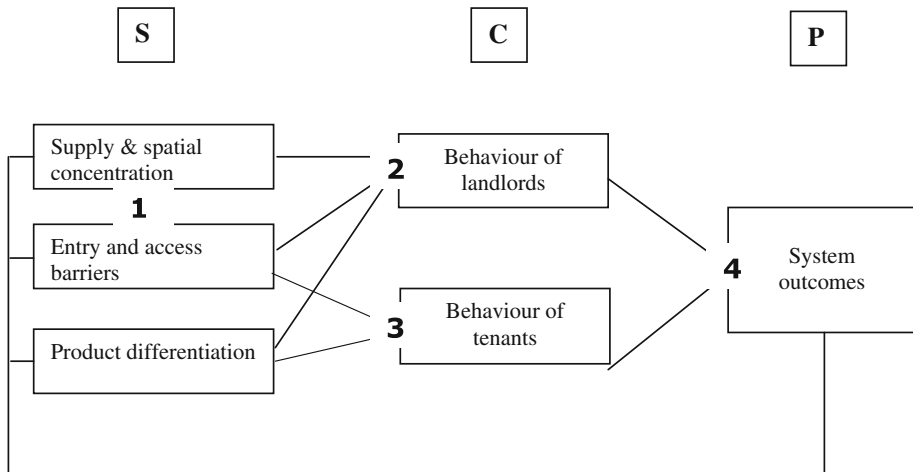 S
C
P
Supply & spatial
concentration
1
Entry and access
barriers
Product differentiation
2
Behaviour of
landlords
3
Behaviour of
tenants
4
System
outcomes